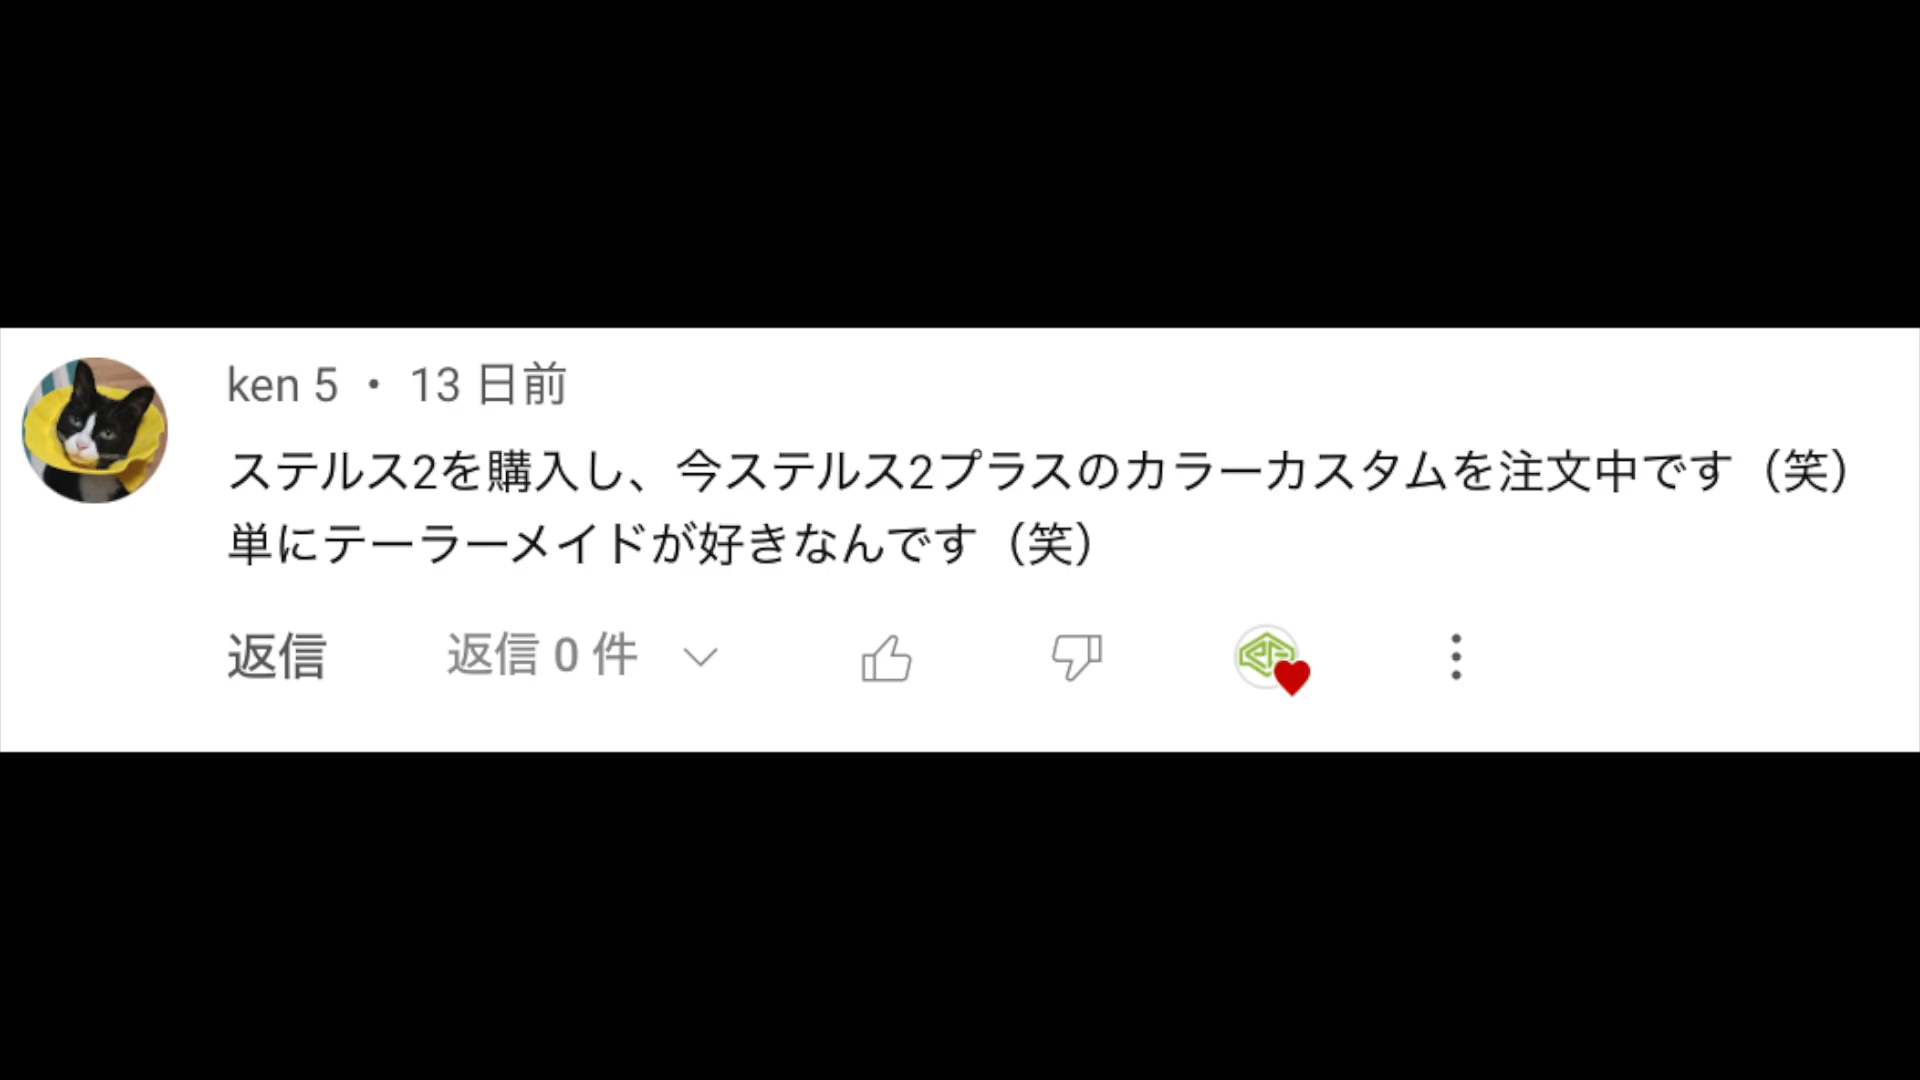 ken 5 • 13 日前
ステルス2を購入し、今ステルス2プラスのカラーカスタムを注文中です（笑）
単にテーラーメイドが好きなんです（笑）
返信 返信 0 件